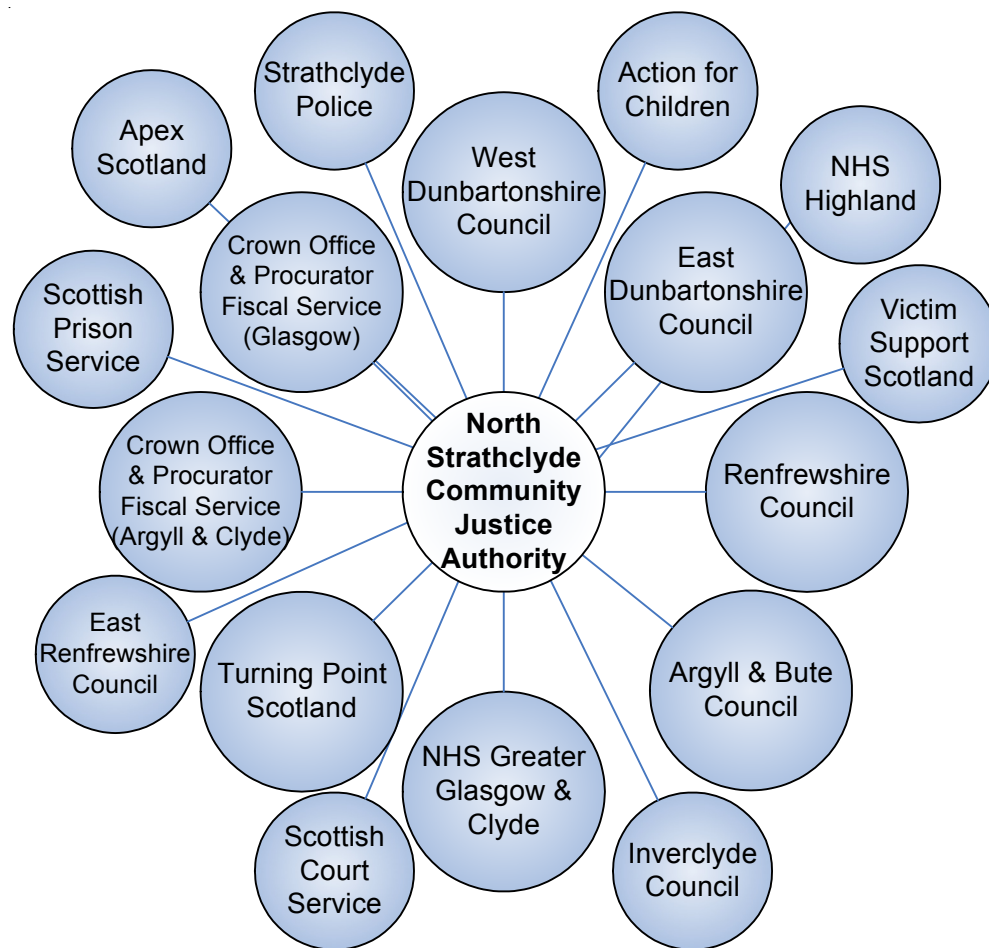 Strathclyde
Police
Action for
Children
Apex
Scotland
West
Dunbartonshire
Council
NHS
Highland
Crown Office
& Procurator
Fiscal Service
(Glasgow)
East
Dunbartonshire
Council
Scottish
Prison
Service
Victim
Support
Scotland
North
Strathclyde
Community
Justice
Authority
Crown Office
& Procurator
Fiscal Service
(Argyll & Clyde)
Renfrewshire
Council
East
Renfrewshire
Council
Turning Point
Scotland
Argyll & Bute
Council
NHS Greater
Glasgow &
Clyde
Scottish
Court
Service
Inverclyde
Council